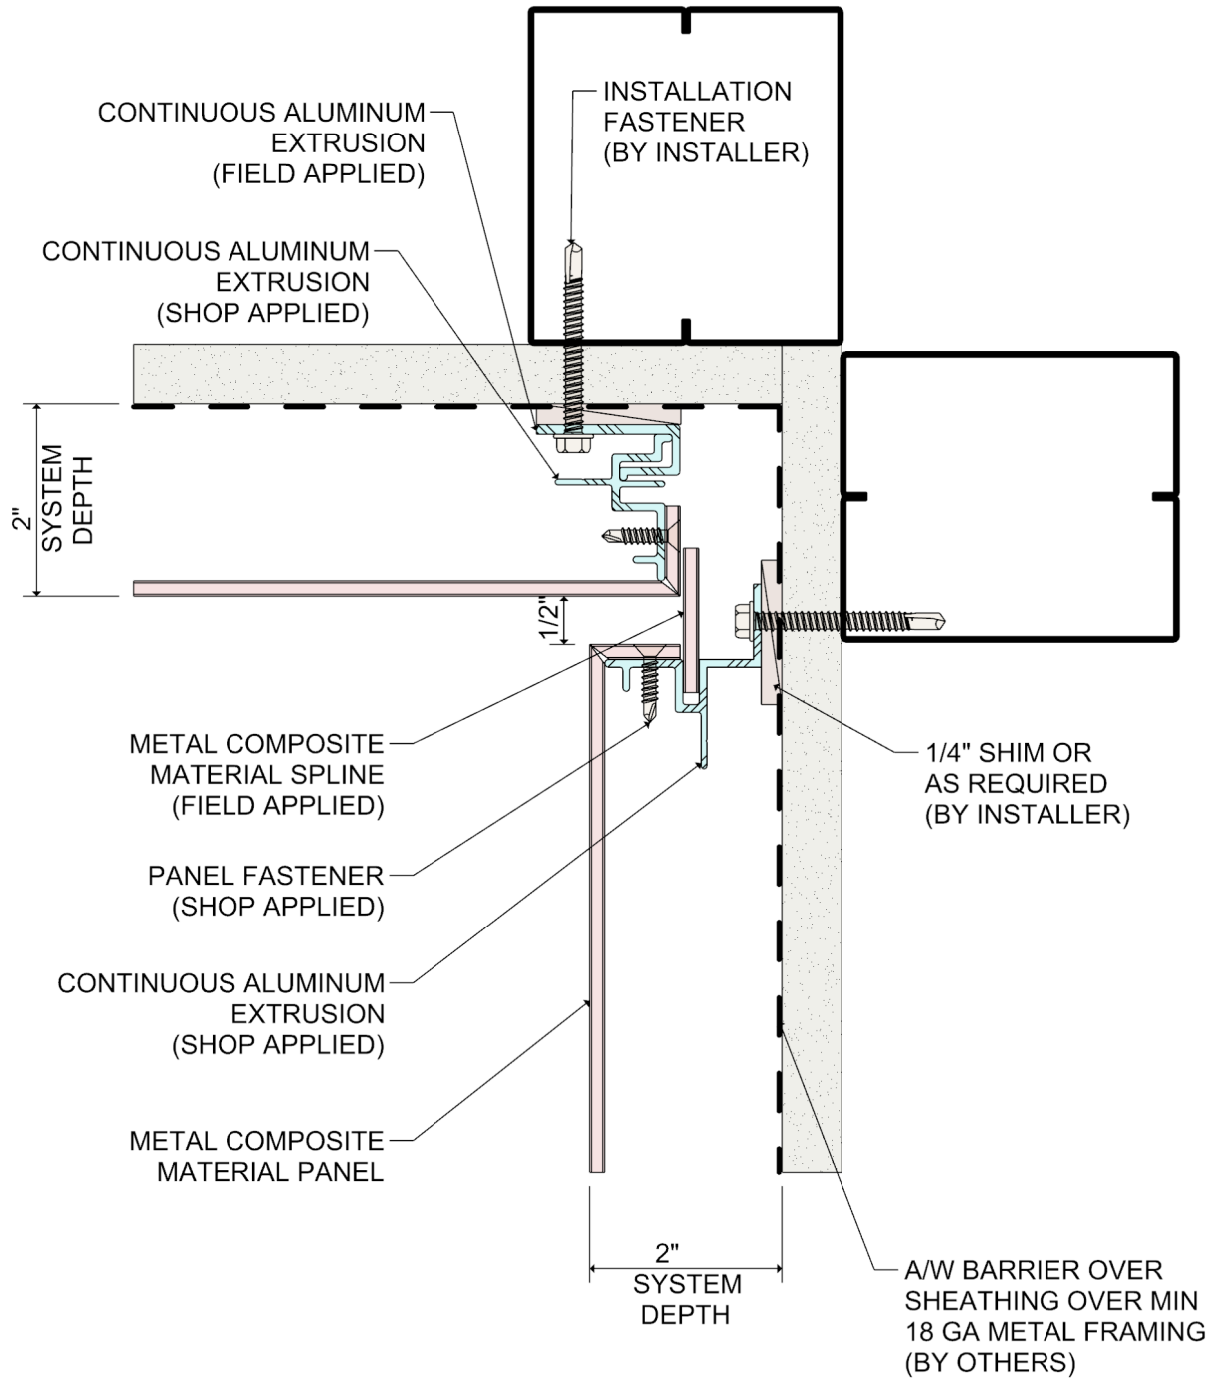 INSTALLATION
FASTENER
(BY INSTALLER)
CONTINUOUS ALUMINUM
EXTRUSION
(FIELD APPLIED)
CONTINUOUS ALUMINUM
EXTRUSION
(SHOP APPLIED)
2"
SYSTEM
DEPTH
1/2"
METAL COMPOSITE
MATERIAL SPLINE
(FIELD APPLIED)
1/4" SHIM OR
AS REQUIRED
(BY INSTALLER)
PANEL FASTENER
(SHOP APPLIED)
CONTINUOUS ALUMINUM
EXTRUSION
(SHOP APPLIED)
METAL COMPOSITE
MATERIAL PANEL
2"
SYSTEM
DEPTH
A/W BARRIER OVER
SHEATHING OVER MIN
18 GA METAL FRAMING
(BY OTHERS)